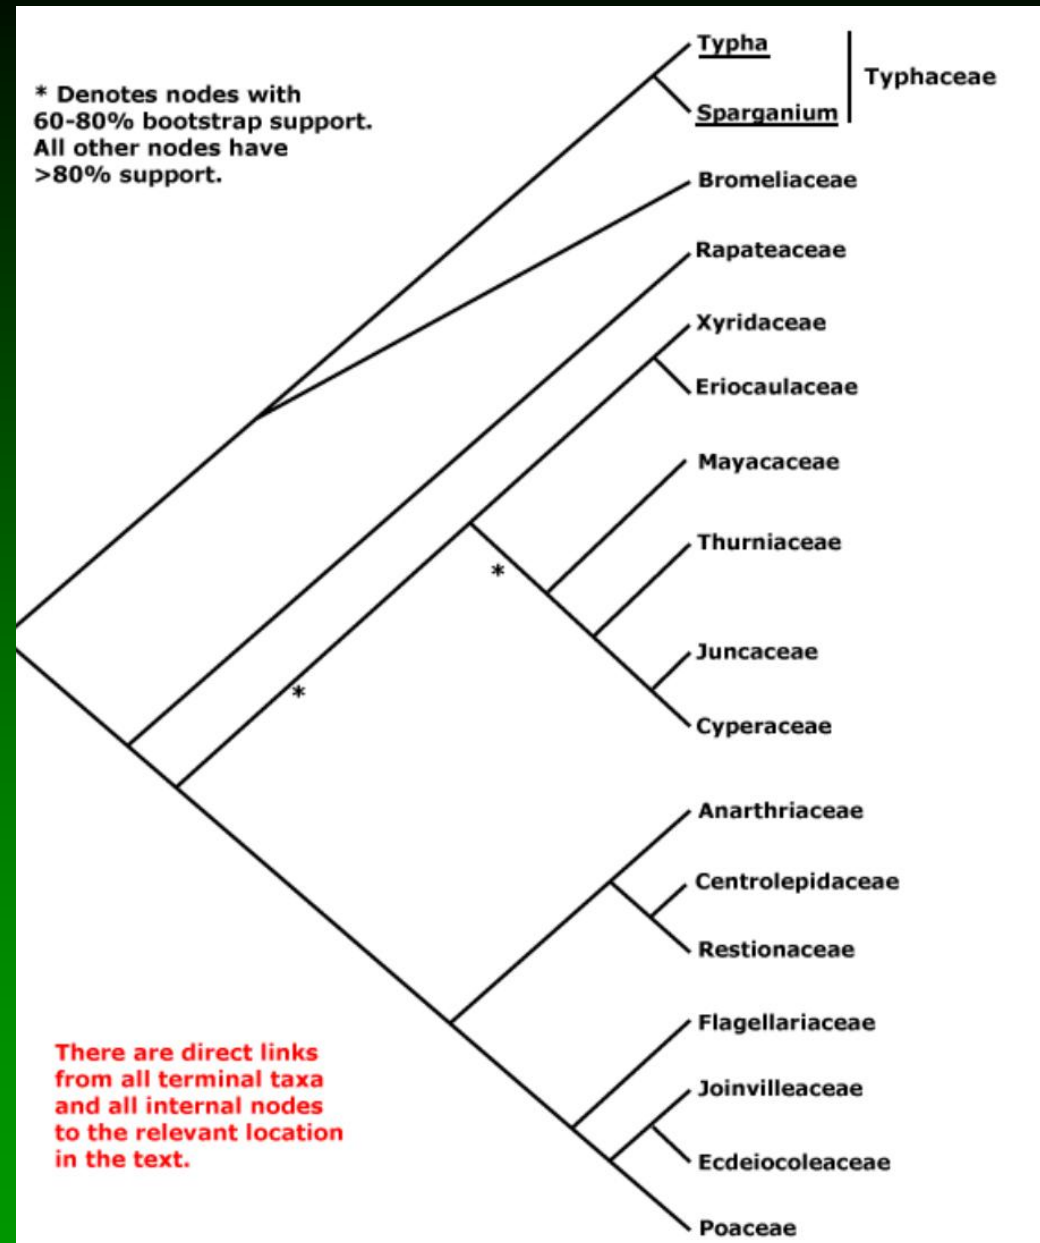 Typha
Typhaceae
* Denotes nodes with
60-80% bootstrap support.
All other nodes have
>80% support.
Sparganium
Bromeliaceae
Rapateaceae
Xyridaceae
Eriocaulaceae
Mayacaceae
Thurniaceae
*
Juncaceae
*
Cyperaceae
Anarthriaceae
Centrolepidaceae
Restionaceae
Flagellariaceae
There are direct links
from all terminal taxa
and all internal nodes
to the relevant location
in the text.
Joinvilleaceae
Ecdeiocoleaceae
Poaceae